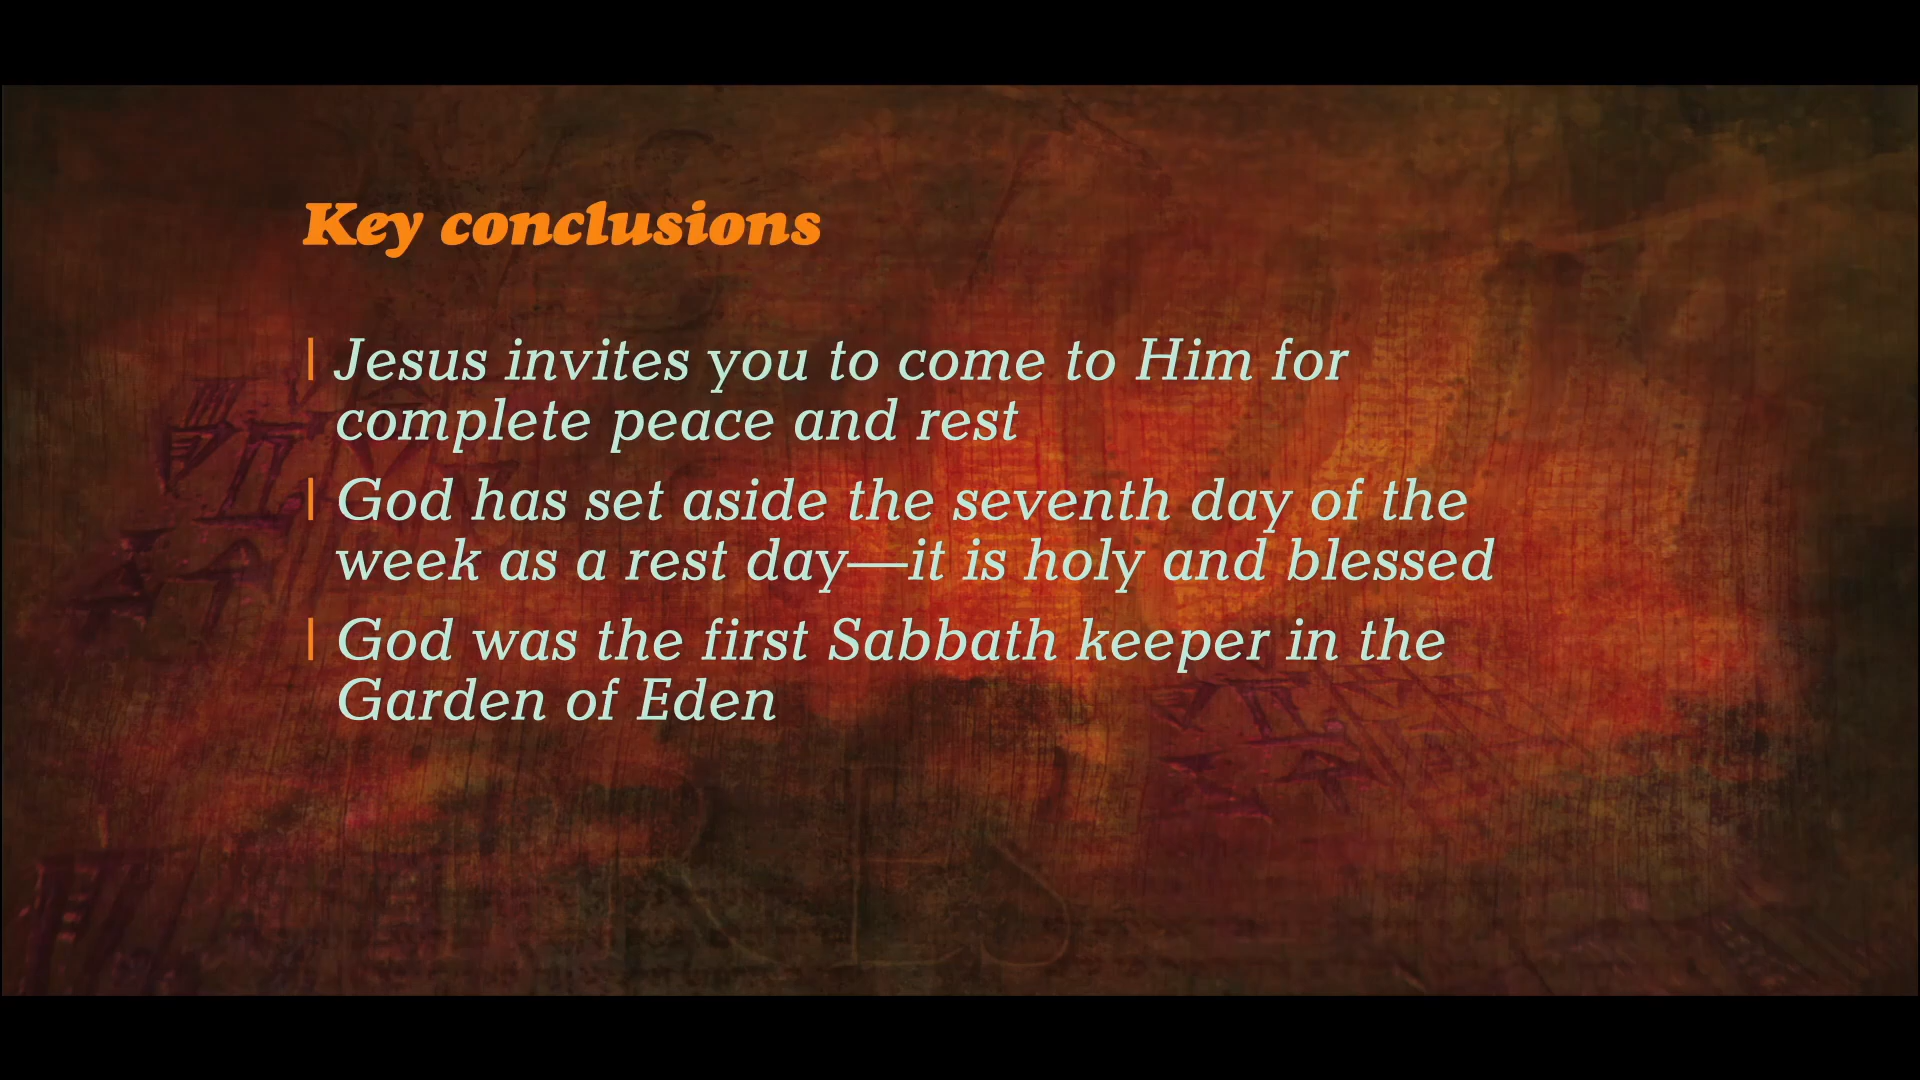 Key conclusions
Jesus invites you to come to Him for
complete peace and rest
God has set aside the seventh day of the
week as a rest day—it is holy and blessed
God was the first Sabbath keeper in the
Garden of Eden